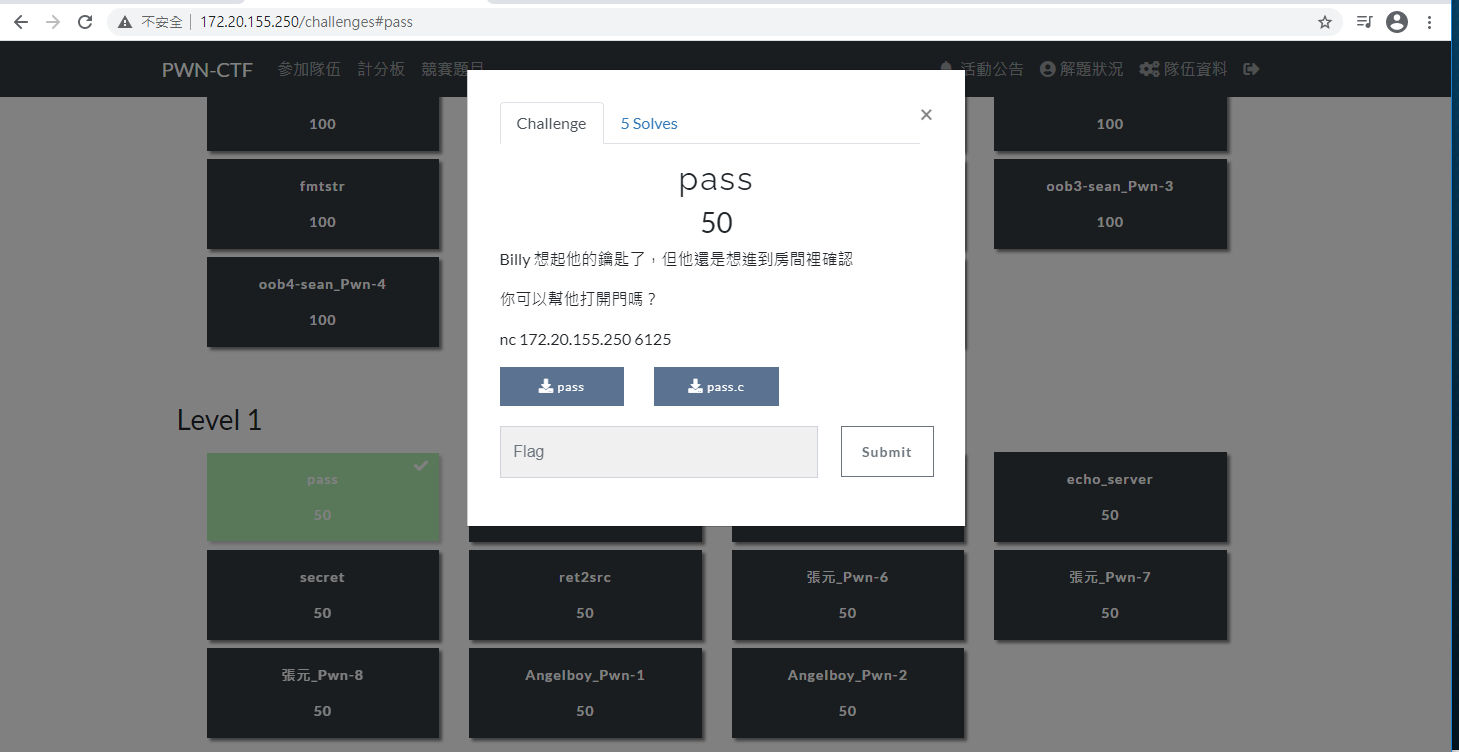 不安全 | 172.20.155.250/challenges#pass
PWN-CTF 參加隊伍 計分板 競賽題目 活動公告 解題狀況 隊伍資料
100
100
fmtstr
100
oob3-sean_Pwn-3
100
oob4-sean_Pwn-4
100
Challenge
5 Solves
×
pass
50
Billy 想起他的鑰匙了，但他還是想進到房間裡確認
你可以幫他打開門嗎？
nc 172.20.155.250 6125
pass
pass.c
Flag
Submit
Level 1
pass
50
echo_server
50
secret
50
ret2src
50
張元_Pwn-6
50
張元_Pwn-7
50
張元_Pwn-8
50
Angelboy_Pwn-1
50
Angelboy_Pwn-2
50